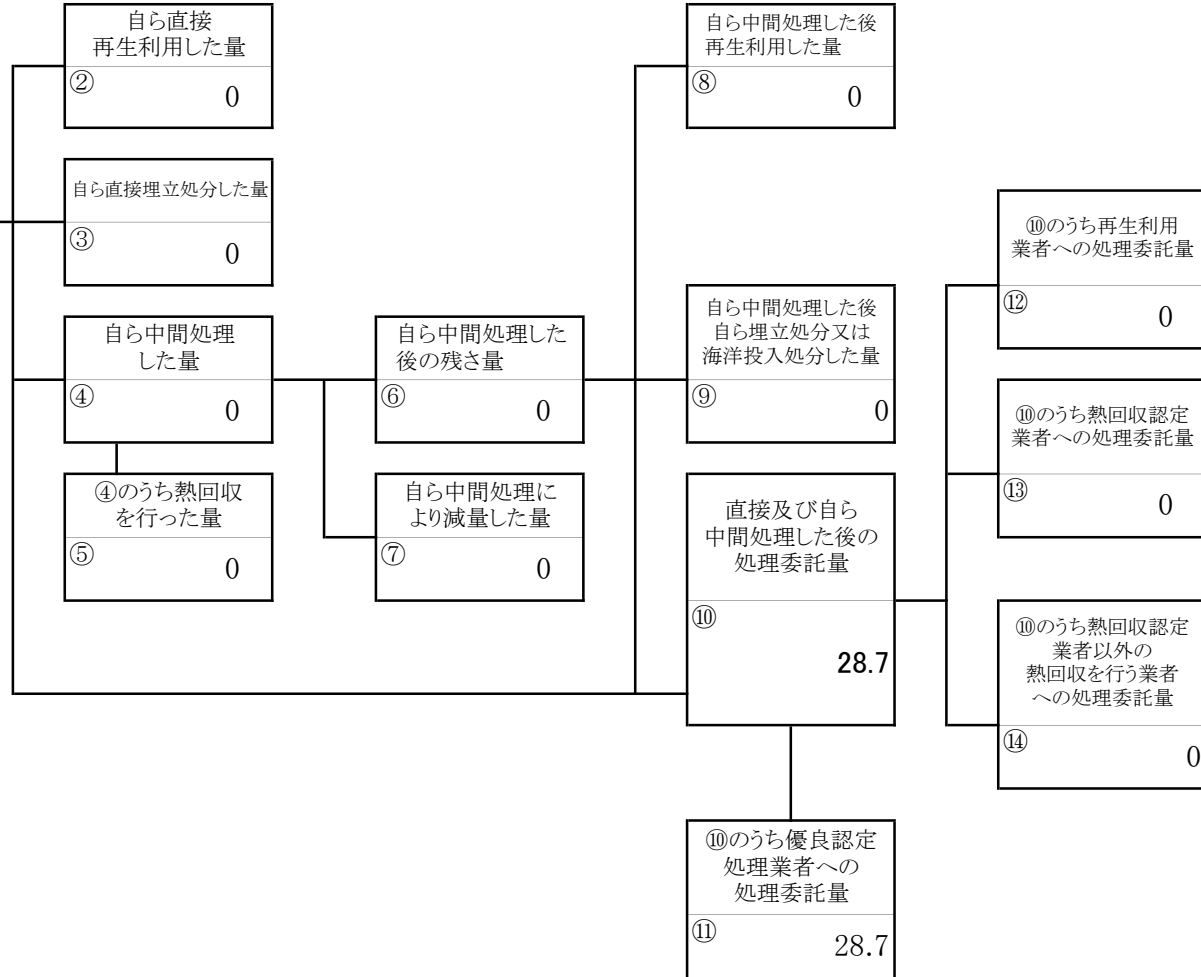 自ら直接
再生利用した量
②
0
自ら直接埋立処分した量
③
0
自ら中間処理
した量
④
0
④のうち熱回収
を行った量
⑤
0
自ら中間処理した
後の残さ量
⑥
0
自ら中間処理に
より減量した量
⑦
0
自ら中間処理した後
再生利用した量
⑧
0
自ら中間処理した後
自ら埋立処分又は
海洋投入処分した量
⑨
0
直接及び自ら
中間処理した後の
処理委託量
⑩
28.7
⑩のうち優良認定
処理業者への
処理委託量
⑪
28.7
⑩のうち再生利用
業者への処理委託量
⑫
0
⑩のうち熱回収認定
業者への処理委託量
⑬
0
⑩のうち熱回収認定
業者以外の
熱回収を行う業者
への処理委託量
⑭
0